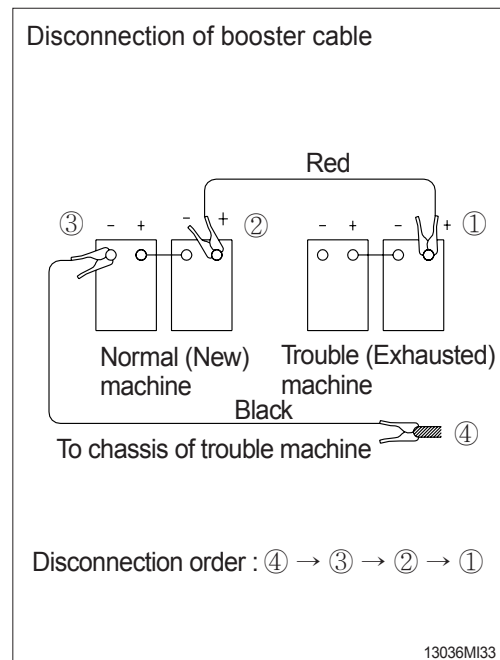 Disconnection of booster cable
Red
③ - + - + ② - + - + ①
Normal (New) Trouble (Exhausted)
machine machine
Black
To chassis of trouble machine ④
Disconnection order : ④ → ③ → ② → ①
13036MI33